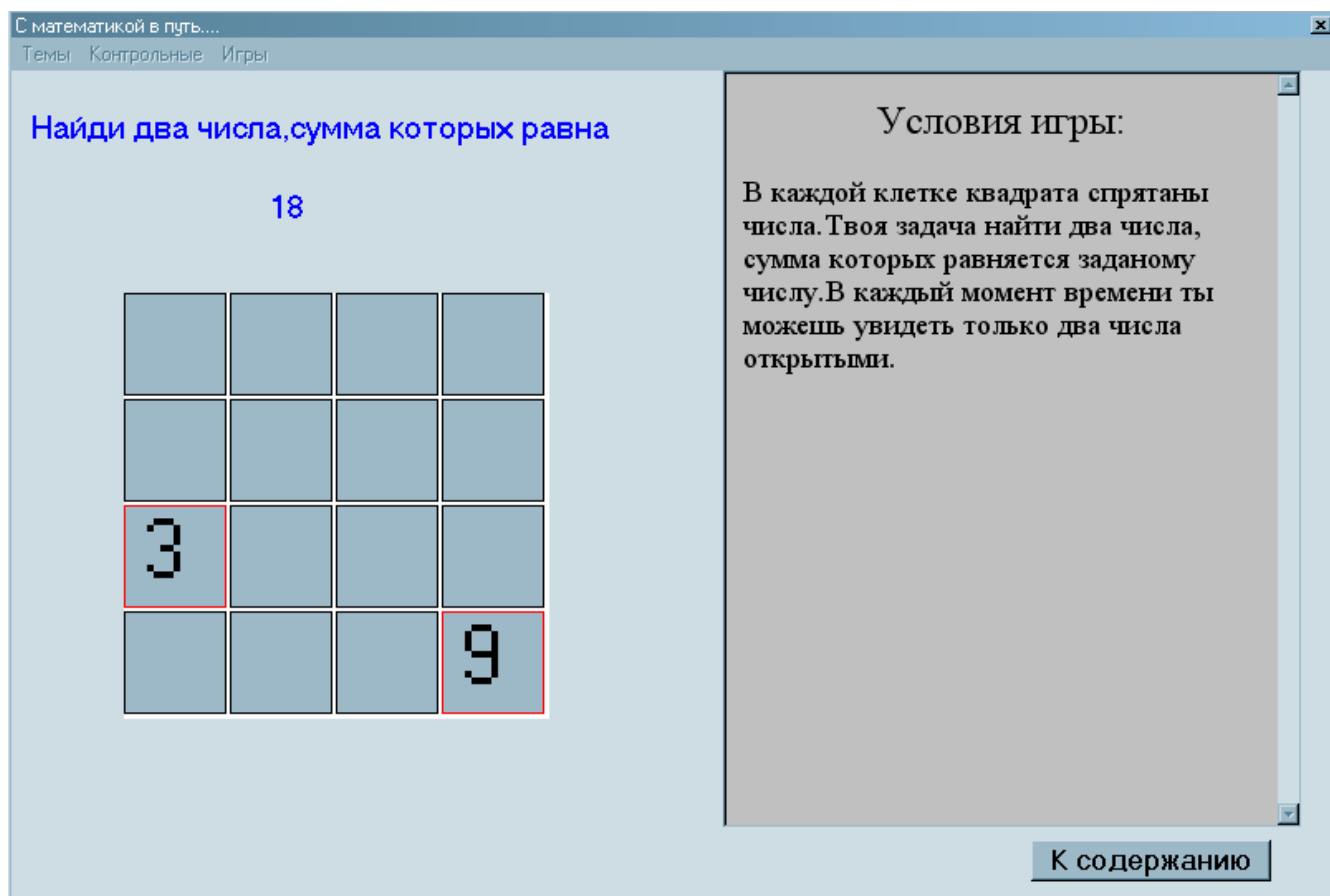 С математикой в путь....
Темы Контрольные Игры
Найди два числа,сумма которых равна
18
3
9
Условия игры:
В каждой клетке квадрата спрятаны
числа.Твоя задача найти два числа,
сумма которых равняется заданому
числу.В каждый момент времени ты
можешь увидеть только два числа
открытыми.
К содержанию